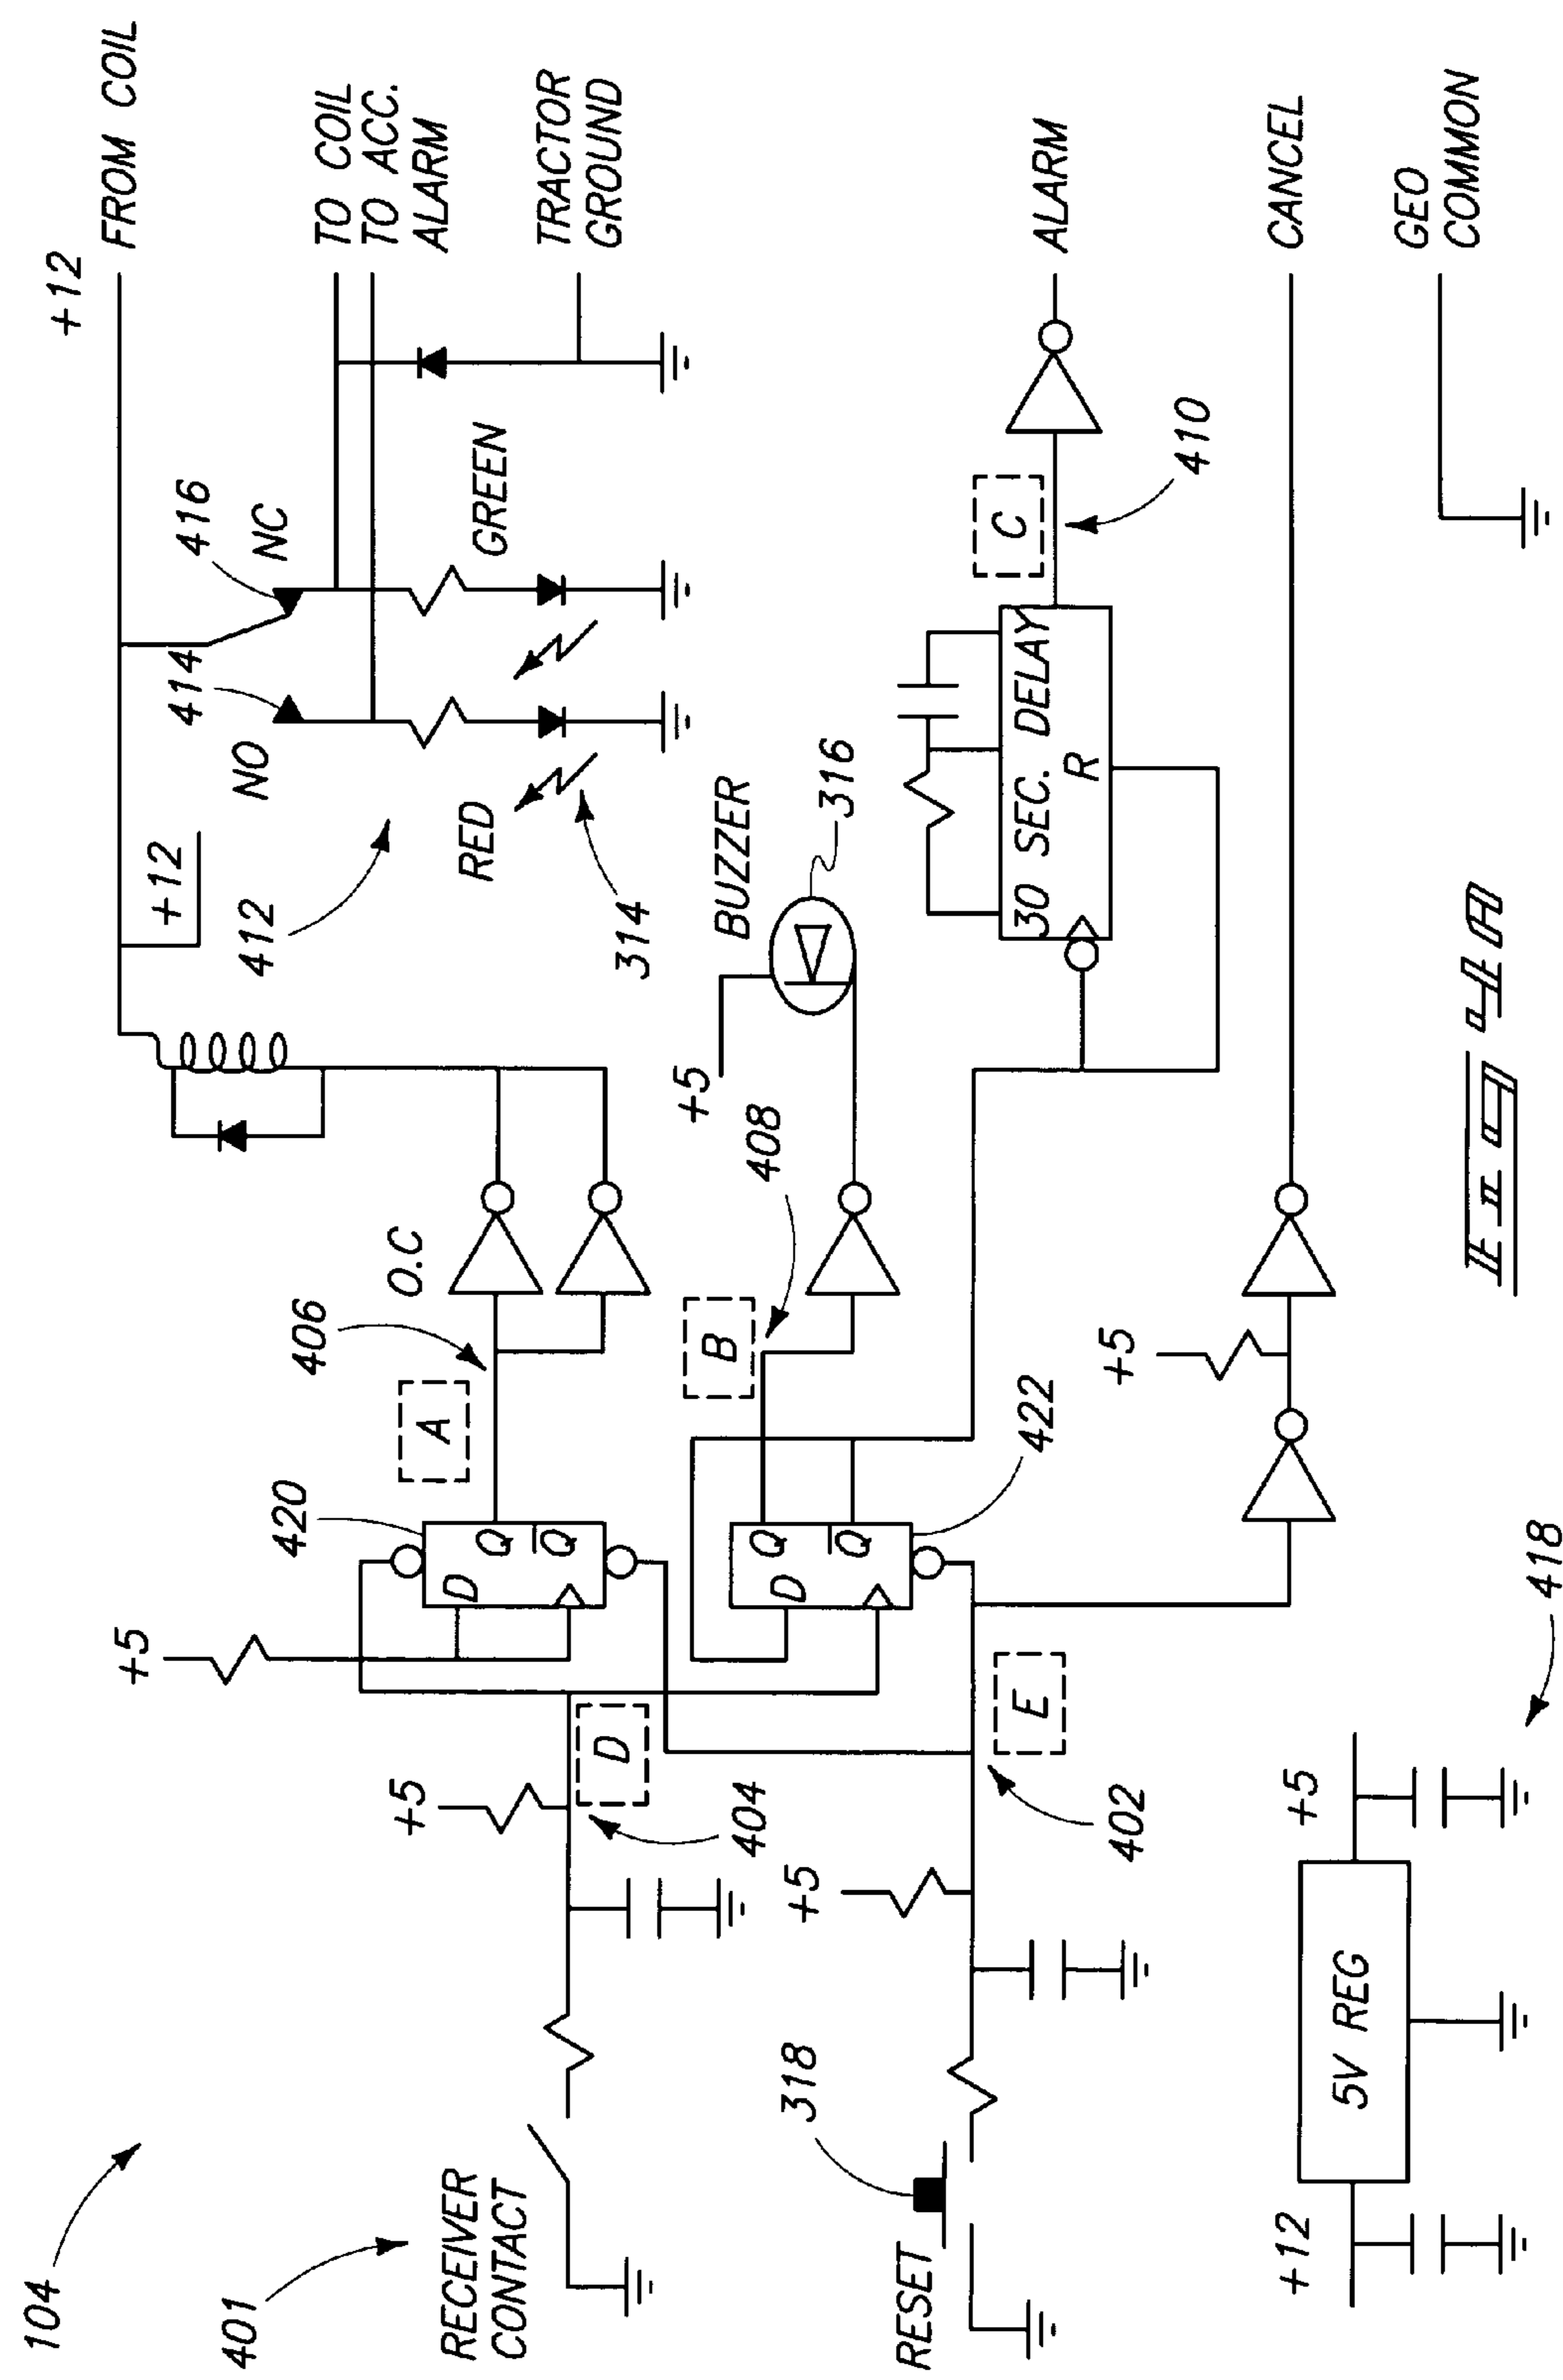 104
401
RECEIVER
CONTACT
+5
D
404
+5
420
D
Q
Q
A
406
O.C
+12
412
NO
414
416
NC
+12
FROM COIL
TO COIL
TO ACC.
ALARM
TRACTOR
GROUND
RED
GREEN
314
RESET
318
+5
402
E
D
Q
Q
422
B
408
+5
BUZZER
316
30 SEC. DELAY
R
C
410
ALARM
+5
CANCEL
GEO
COMMON
+12
5V REG
+5
418
FIG 4A